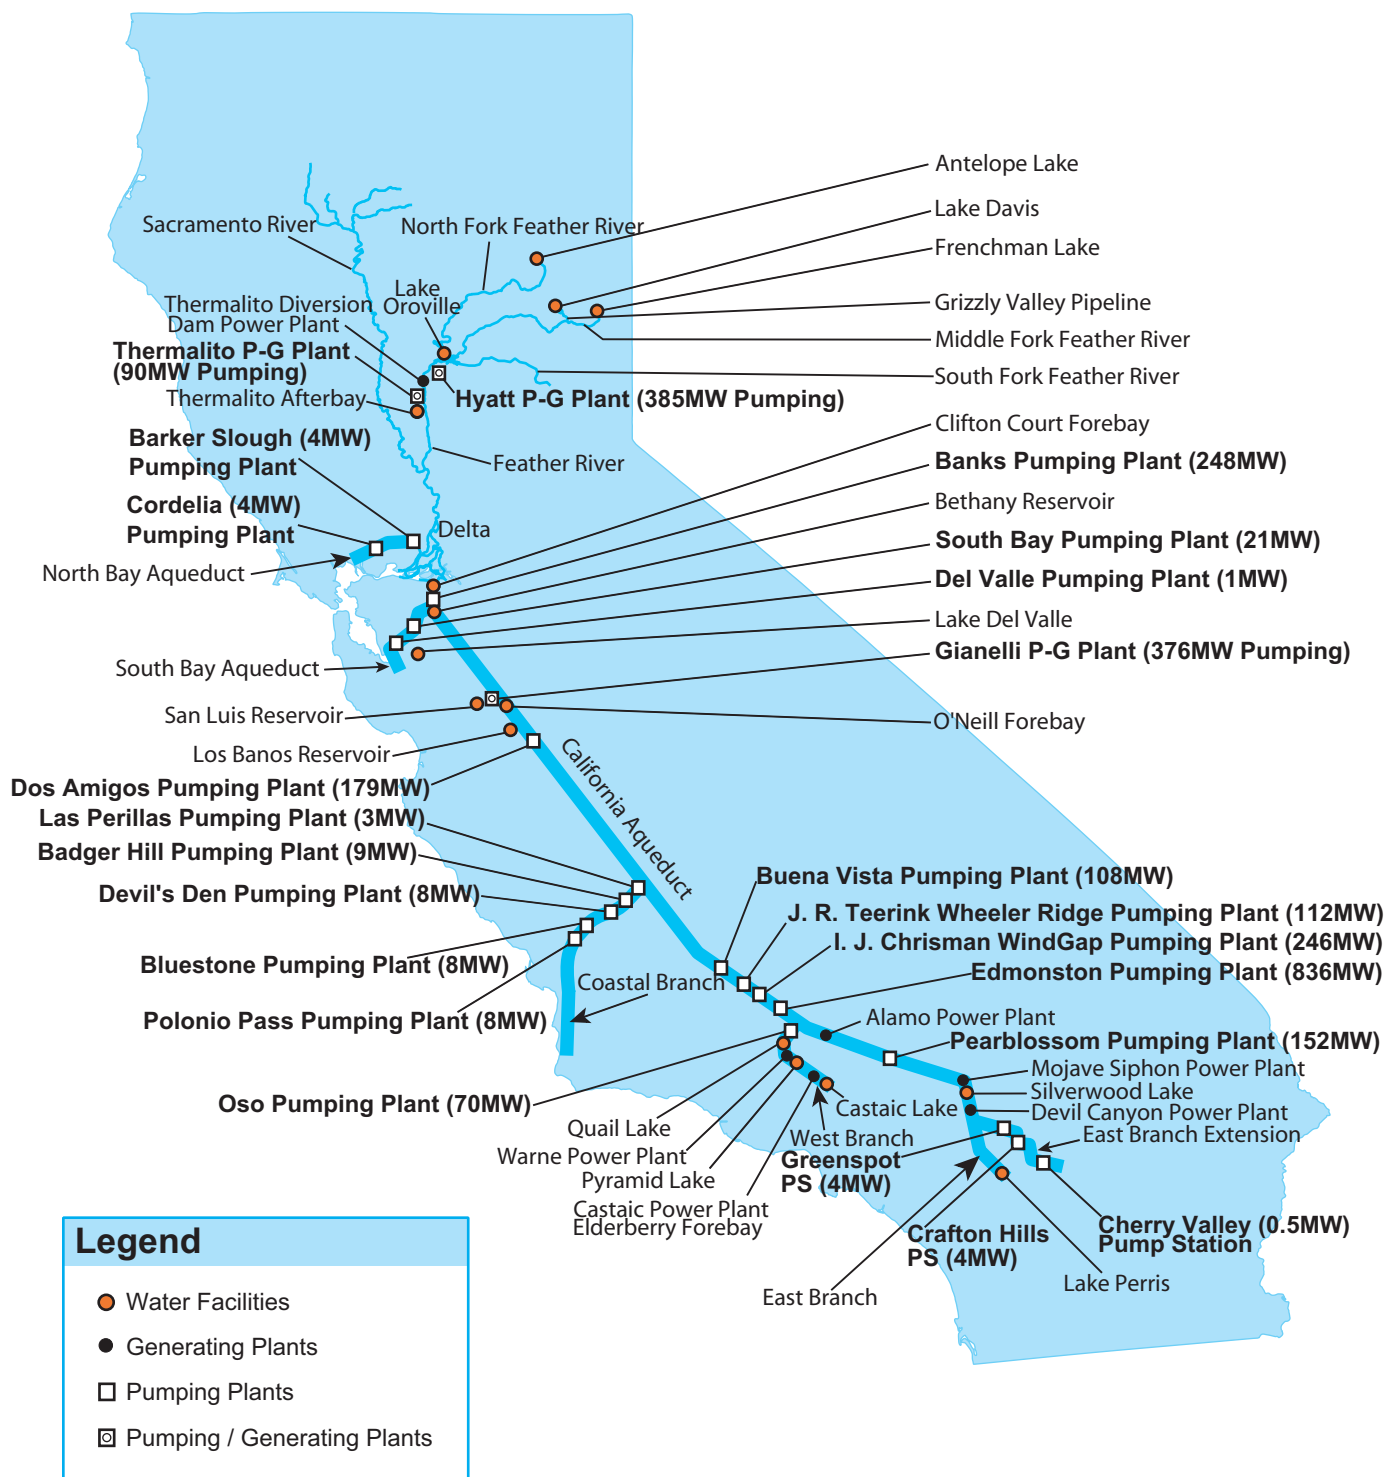 Antelope Lake
Lake Davis
Sacramento River
North Fork Feather River
Frenchman Lake
Lake
Oroville
Thermalito Diversion
Dam Power Plant
Grizzly Valley Pipeline
Middle Fork Feather River
Thermalito P-G Plant
(90MW Pumping)
South Fork Feather River
Thermalito Afterbay
Hyatt P-G Plant (385MW Pumping)
Clifton Court Forebay
Barker Slough (4MW)
Pumping Plant
Feather River
Banks Pumping Plant (248MW)
Bethany Reservoir
Cordelia (4MW)
Pumping Plant
Delta
South Bay Pumping Plant (21MW)
North Bay Aqueduct
Del Valle Pumping Plant (1MW)
Lake Del Valle
Gianelli P-G Plant (376MW Pumping)
South Bay Aqueduct
San Luis Reservoir
O'Neill Forebay
Los Banos Reservoir
California Aqueduct
Dos Amigos Pumping Plant (179MW)
Las Perillas Pumping Plant (3MW)
Badger Hill Pumping Plant (9MW)
Devil's Den Pumping Plant (8MW)
Buena Vista Pumping Plant (108MW)
J. R. Teerink Wheeler Ridge Pumping Plant (112MW)
I. J. Chrisman WindGap Pumping Plant (246MW)
Bluestone Pumping Plant (8MW)
Edmonston Pumping Plant (836MW)
Coastal Branch
Polonio Pass Pumping Plant (8MW)
Alamo Power Plant
Pearblossom Pumping Plant (152MW)
Mojave Siphon Power Plant
Silverwood Lake
Oso Pumping Plant (70MW)
Castaic Lake
Devil Canyon Power Plant
Quail Lake
West Branch
East Branch Extension
Warne Power Plant
Greenspot
PS (4MW)
Pyramid Lake
Castaic Power Plant
Elderberry Forebay
Crafton Hills
PS (4MW)
Cherry Valley (0.5MW)
Pump Station
Lake Perris
East Branch
Legend
Water Facilities
Generating Plants
Pumping Plants
Pumping / Generating Plants